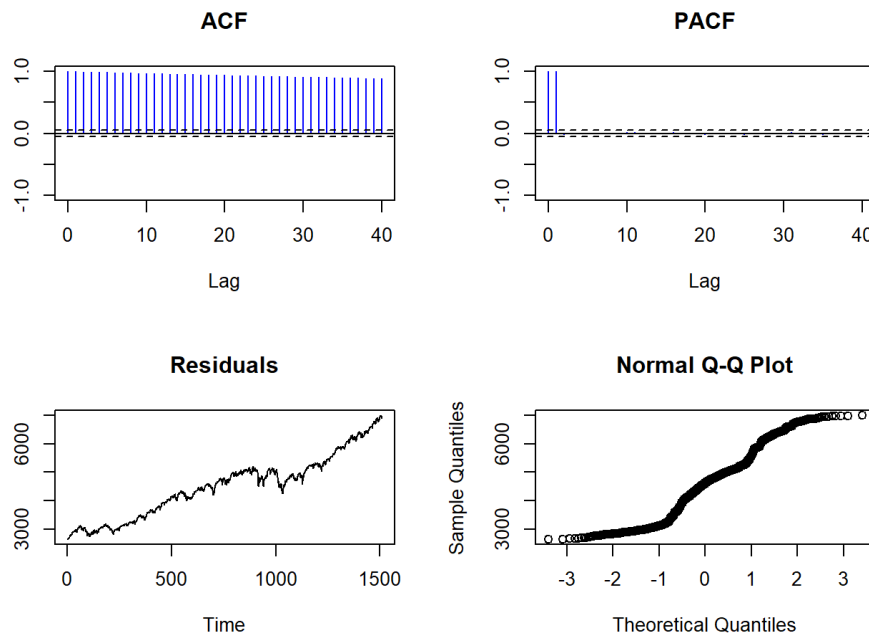 ACF
1.0
0.0
-1.0
0 10 20 30 40
Lag
PACF
1.0
0.0
-1.0
0 10 20 30 40
Lag
Residuals
6000
3000
0 500 1000 1500
Time
Normal Q-Q Plot
Sample Quantiles
6000
3000
-3 -2 -1 0 1 2 3
Theoretical Quantiles